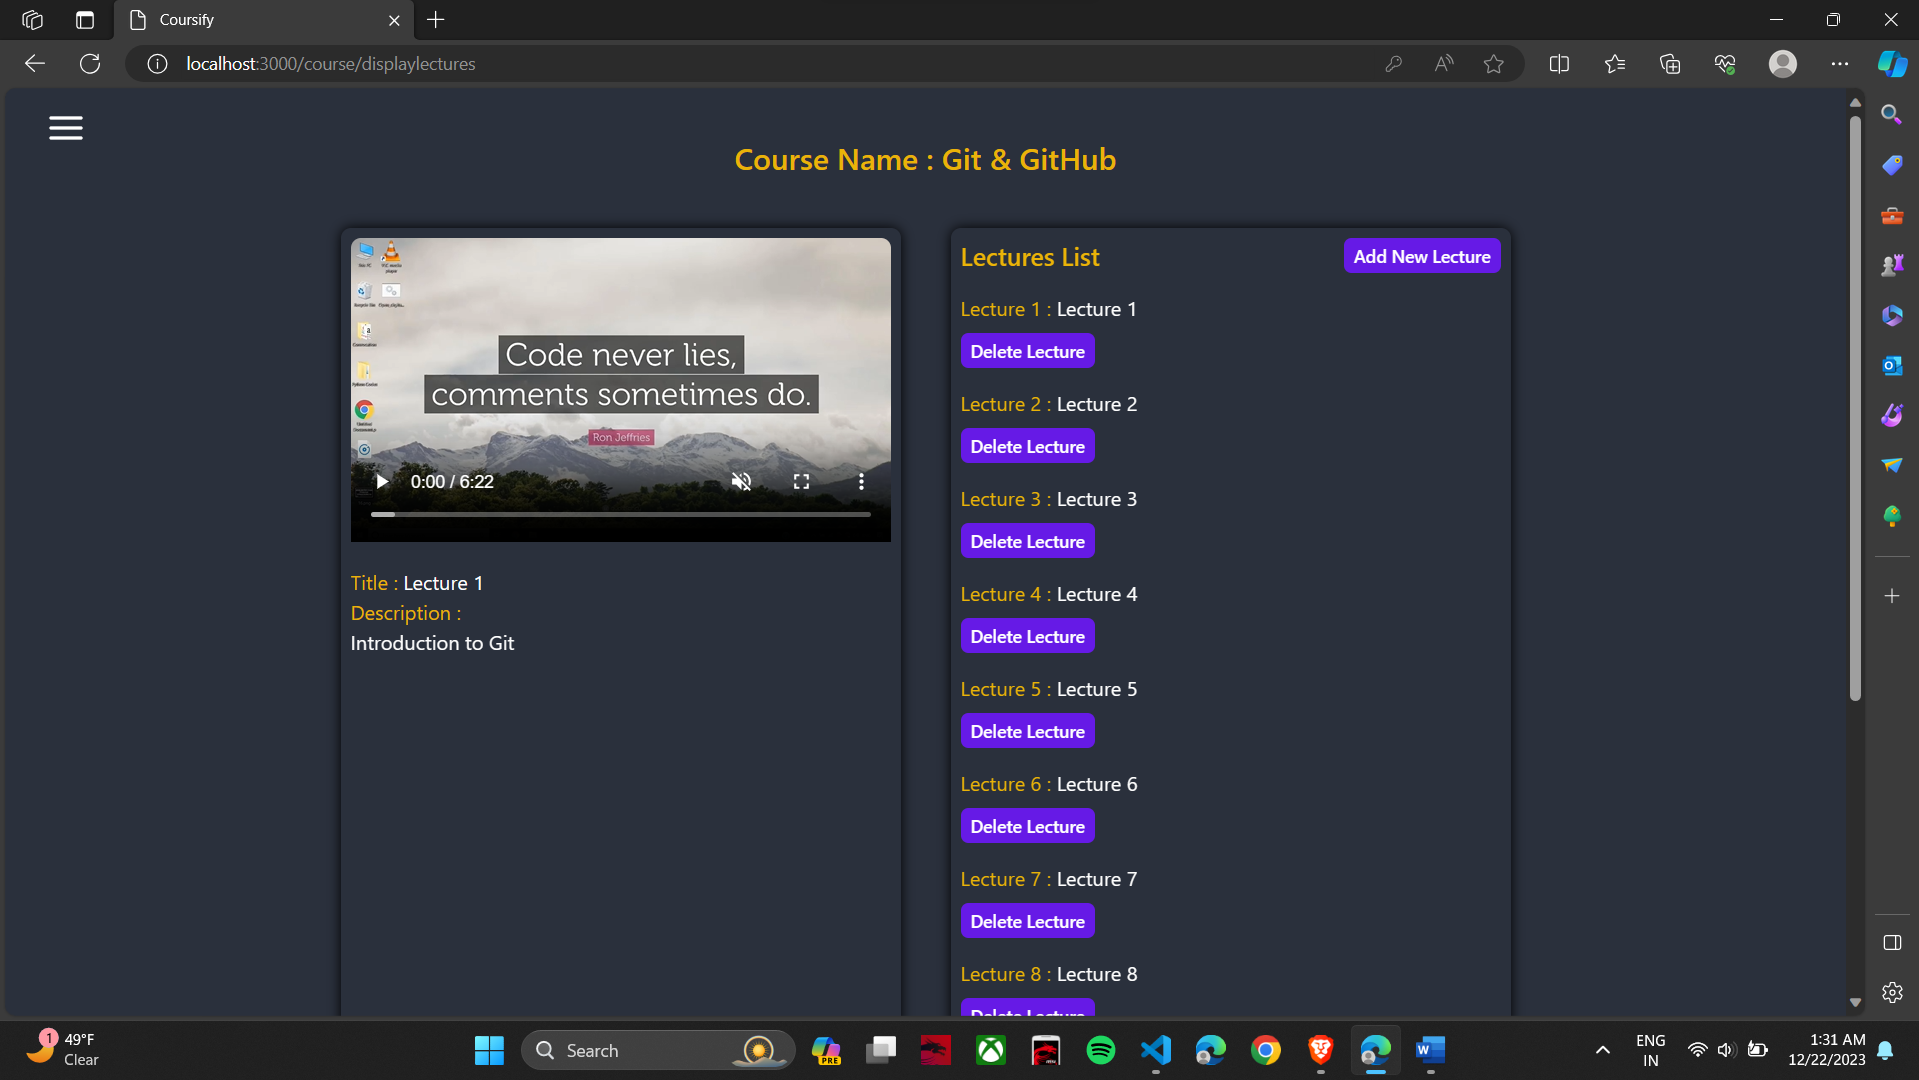 Coursify
localhost:3000/course/displaylectures
Course Name : Git & GitHub
Code never lies,
comments sometimes do.
Ron Jeffries
0:00 / 6:22
Title : Lecture 1
Description :
Introduction to Git
Lectures List
Add New Lecture
Lecture 1 : Lecture 1
Delete Lecture
Lecture 2 : Lecture 2
Delete Lecture
Lecture 3 : Lecture 3
Delete Lecture
Lecture 4 : Lecture 4
Delete Lecture
Lecture 5 : Lecture 5
Delete Lecture
Lecture 6 : Lecture 6
Delete Lecture
Lecture 7 : Lecture 7
Delete Lecture
Lecture 8 : Lecture 8
Delete Lecture
1
49°F
Clear
Search
PRE
ENG
IN
1:31 AM
12/22/2023